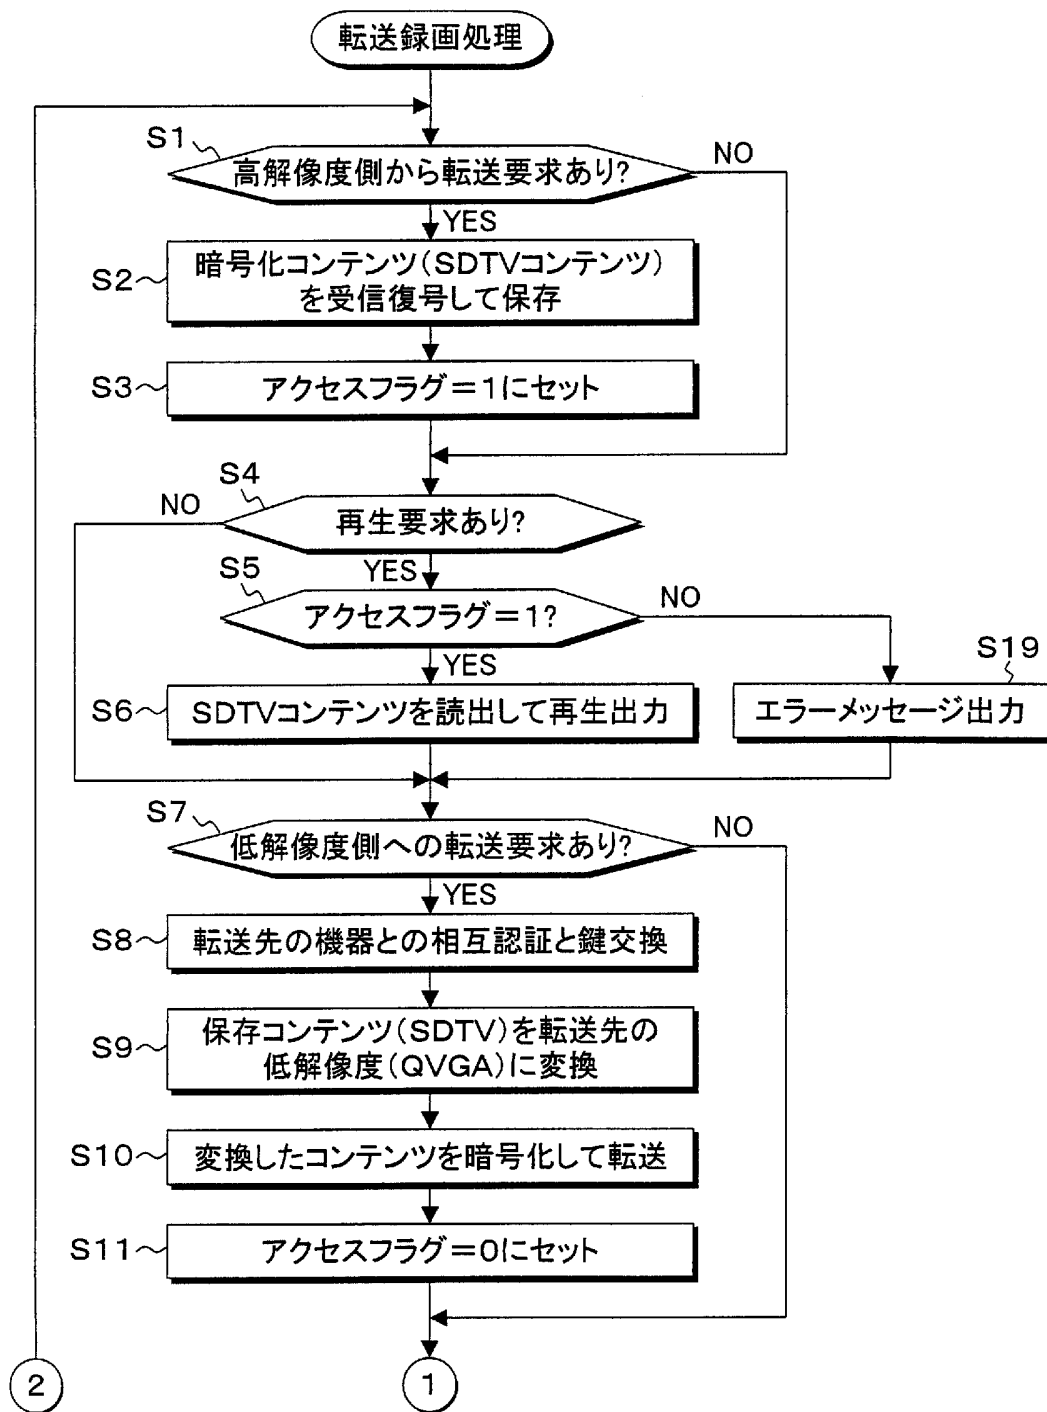 転送録画処理
S1
高解像度側から転送要求あり?
NO
YES
S2
暗号化コンテンツ(SDTVコンテンツ)
を受信復号して保存
S3
アクセスフラグ=1にセット
S4
NO
再生要求あり?
YES
S5
アクセスフラグ=1?
NO
YES
S19
S6
SDTVコンテンツを読出して再生出力
エラーメッセージ出力
S7
低解像度側への転送要求あり?
NO
YES
S8
転送先の機器との相互認証と鍵交換
S9
保存コンテンツ(SDTV)を転送先の
低解像度(QVGA)に変換
S10
変換したコンテンツを暗号化して転送
S11
アクセスフラグ=0にセット
2
1